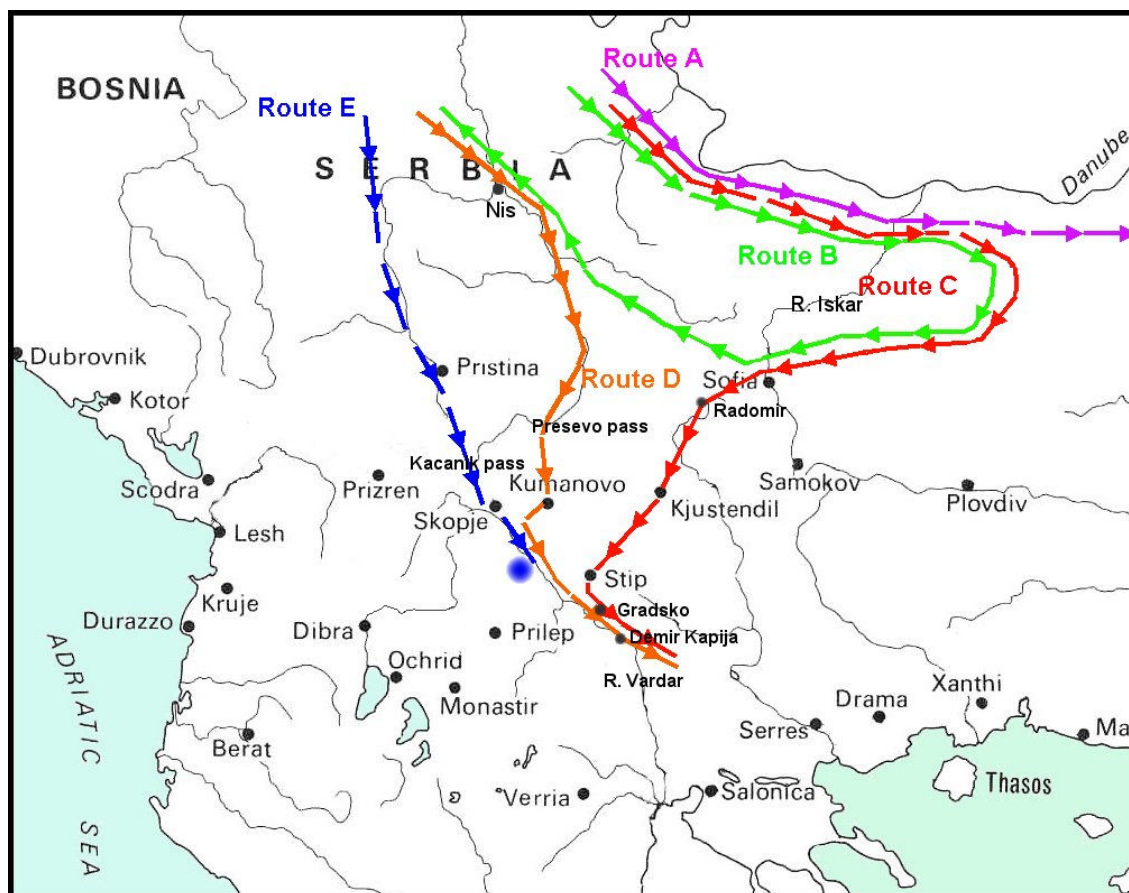 Route A
BOSNIA
Route E
Danube
SERBIA
Nis
Route B
Route C
R. Iskar
Dubrovnik
Pristina
Route D
Sofia
Kotor
Radomir
Presevo pass
Kacanik pass
Scodra
Prizren
Kumanovo
Samokov
Plovdiv
Skopje
Kjustendil
Lesh
Stip
Kruje
Gradsko
Durazzo
Dibra
Prilep
Demir Kapija
Ochrid
R. Vardar
Monastir
Drama
Xanthi
Serres
Ma
Berat
ADRIATIC SEA
Verria
Salonica
Thasos